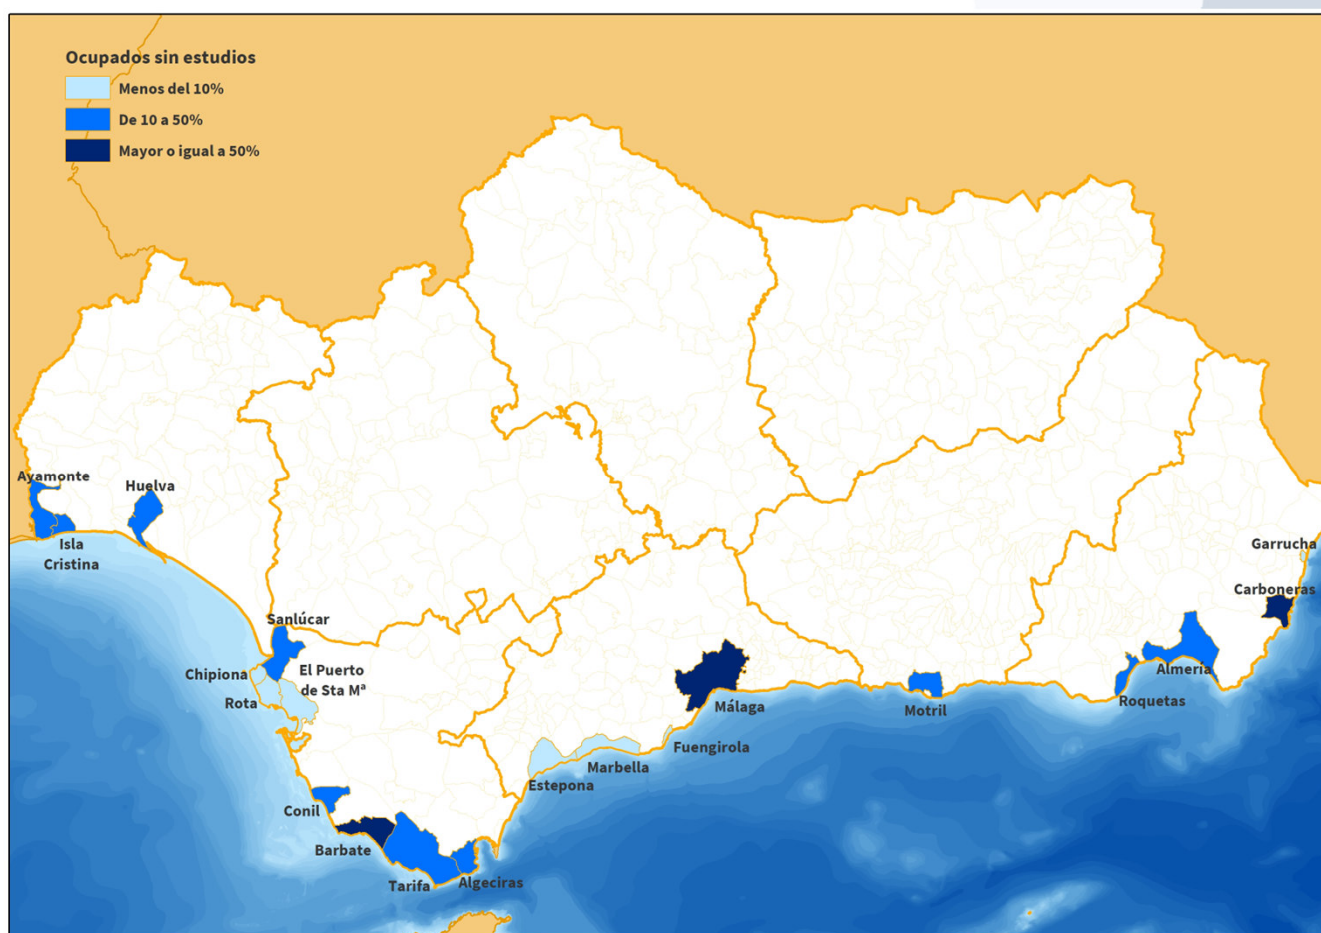 Ocupados sin estudios
Menos del 10%
De 10 a 50%
Mayor o igual a 50%
Ayamonte
Huelva
Isla
Cristina
Garrucha
Carboneras
Sanlúcar
El Puerto
de Sta Mª
Chipiona
Rota
Almería
Roquetas
Motril
Málaga
Fuengirola
Marbella
Estepona
Conil
Barbate
Tarifa
Algeciras